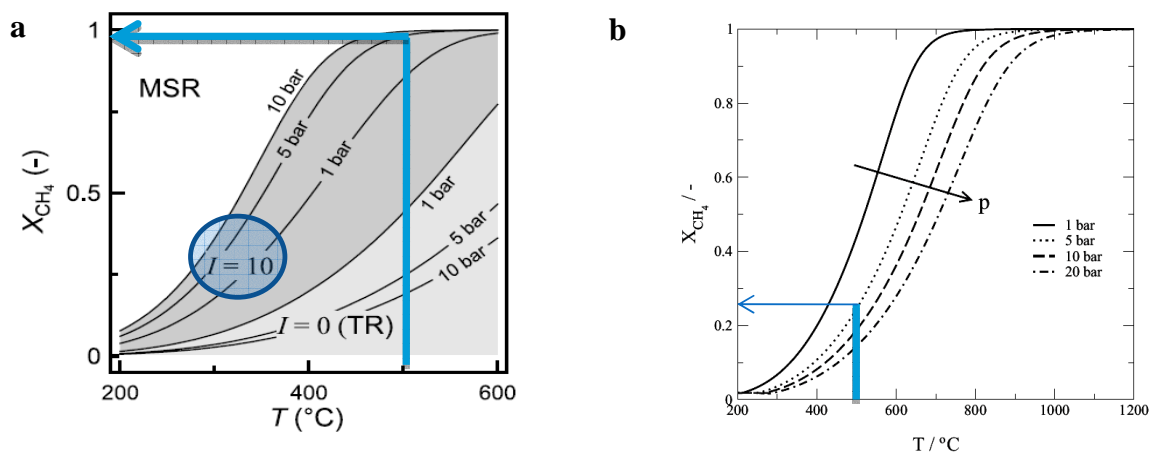 a
1
0.5
0
X_CH4 (-)
MSR
10 bar
5 bar
1 bar
1 bar
5 bar
10 bar
I = 10
I = 0 (TR)
200
400
600
T (°C)
b
1
0.8
0.6
0.4
0.2
0
X_CH4 / -
p
1 bar
5 bar
10 bar
20 bar
200
400
600
800
1000
1200
T / ºC